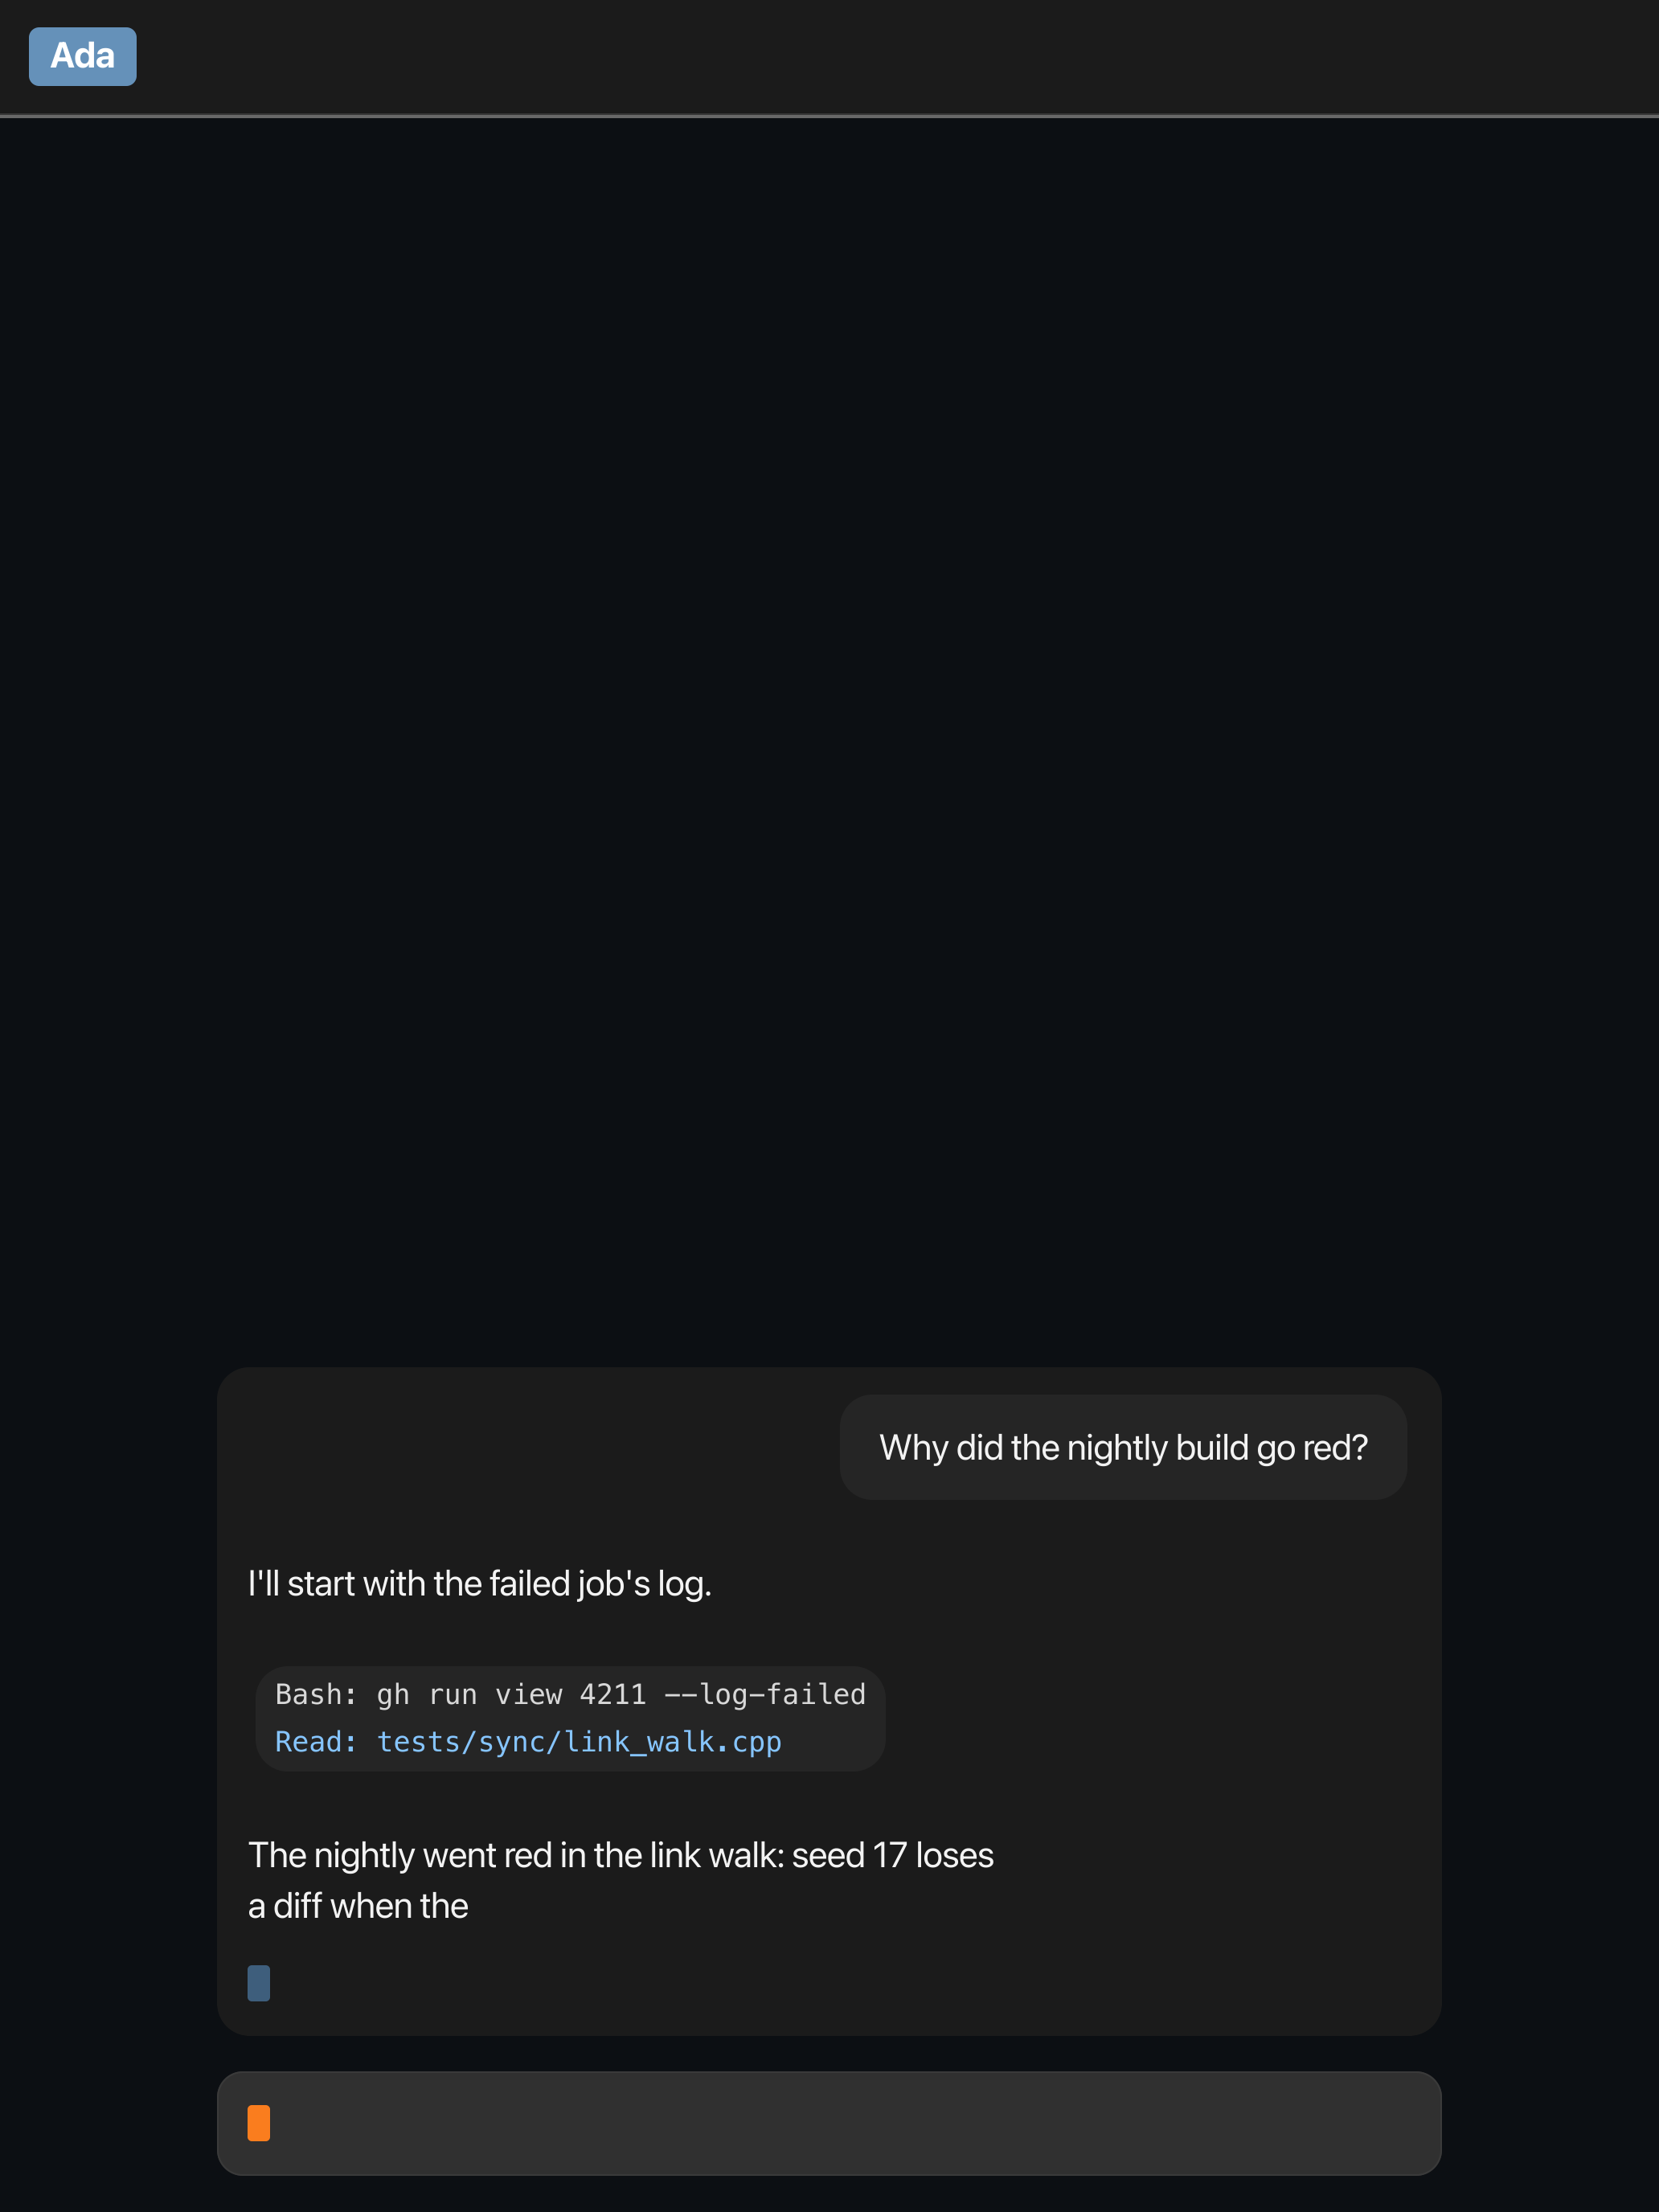 Ada
Why did the nightly build go red?
I'll start with the failed job's log.
Bash: gh run view 4211 --log-failed
Read: tests/sync/link_walk.cpp
The nightly went red in the link walk: seed 17 loses
a diff when the